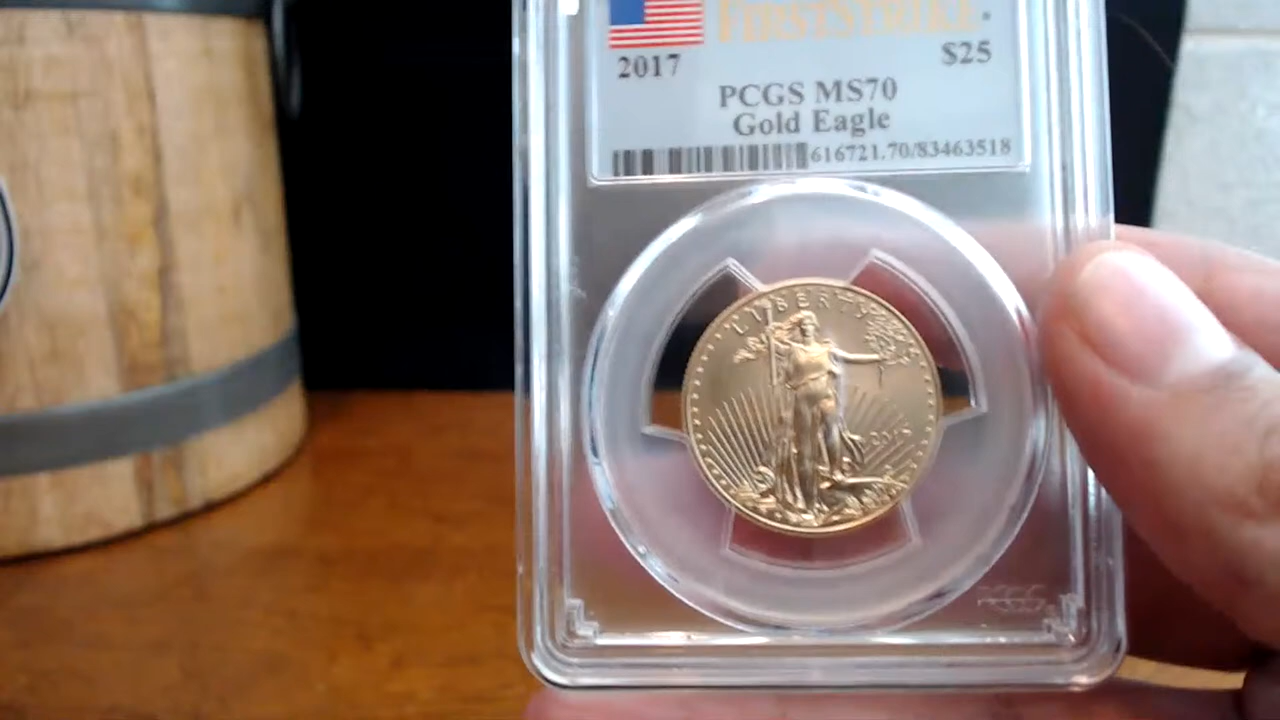 FIRSTSTRIKE
2017 $25
PCGS MS70
Gold Eagle
616721.70/83463518
LIBERTY